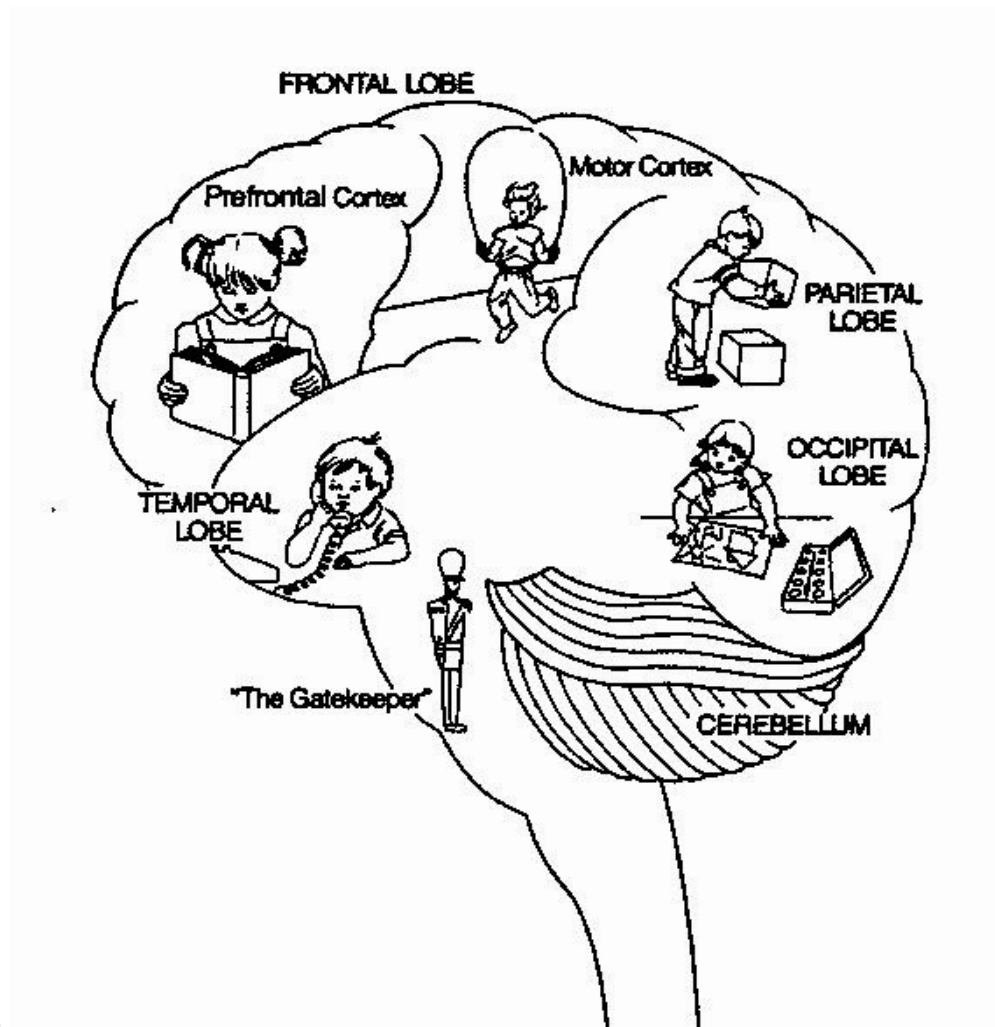 FRONTAL LOBE
Motor Cortex
Prefrontal Cortex
PARIETAL
LOBE
OCCIPITAL
LOBE
TEMPORAL
LOBE
"The Gatekeeper"
CEREBELLUM